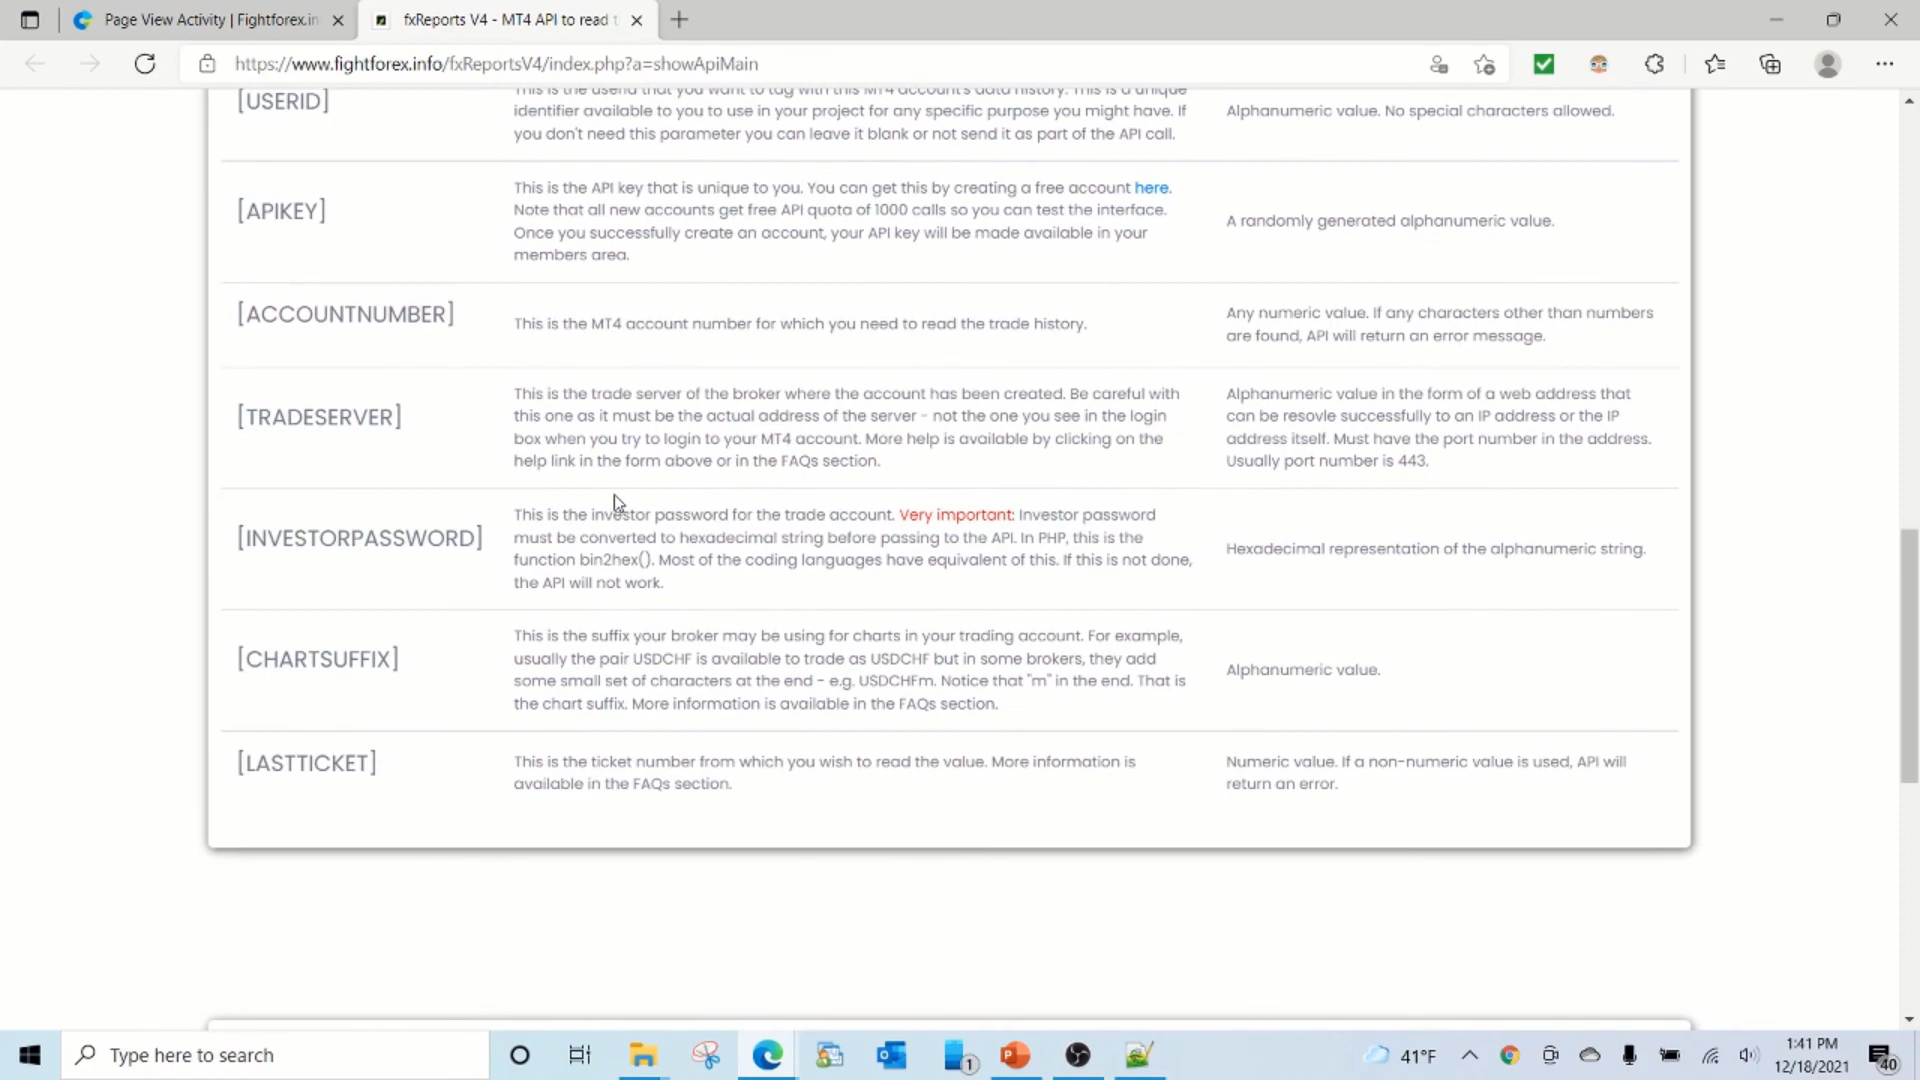 Page View Activity | Fightforex.in
fxReports V4 - MT4 API to read t
https://www.fightforex.info/fxReportsV4/index.php?a=showApiMain
[USERID]
This is the userid that you want to tag with this MT4 account's data history. This is a unique
identifier available to you to use in your project for any specific purpose you might have. If
you don't need this parameter you can leave it blank or not send it as part of the API call.
Alphanumeric value. No special characters allowed.
[APIKEY]
This is the API key that is unique to you. You can get this by creating a free account here.
Note that all new accounts get free API quota of 1000 calls so you can test the interface.
Once you successfully create an account, your API key will be made available in your
members area.
A randomly generated alphanumeric value.
[ACCOUNTNUMBER]
This is the MT4 account number for which you need to read the trade history.
Any numeric value. If any characters other than numbers
are found, API will return an error message.
[TRADESERVER]
This is the trade server of the broker where the account has been created. Be careful with
this one as it must be the actual address of the server - not the one you see in the login
box when you try to login to your MT4 account. More help is available by clicking on the
help link in the form above or in the FAQs section.
Alphanumeric value in the form of a web address that
can be resovle successfully to an IP address or the IP
address itself. Must have the port number in the address.
Usually port number is 443.
[INVESTORPASSWORD]
This is the investor password for the trade account. Very important: Investor password
must be converted to hexadecimal string before passing to the API. In PHP, this is the
function bin2hex(). Most of the coding languages have equivalent of this. If this is not done,
the API will not work.
Hexadecimal representation of the alphanumeric string.
[CHARTSUFFIX]
This is the suffix your broker may be using for charts in your trading account. For example,
usually the pair USDCHF is available to trade as USDCHF but in some brokers, they add
some small set of characters at the end - e.g. USDCHFm. Notice that "m" in the end. That is
the chart suffix. More information is available in the FAQs section.
Alphanumeric value.
[LASTTICKET]
This is the ticket number from which you wish to read the value. More information is
available in the FAQs section.
Numeric value. If a non-numeric value is used, API will
return an error.
Type here to search
1
41°F
1:41 PM
12/18/2021
40